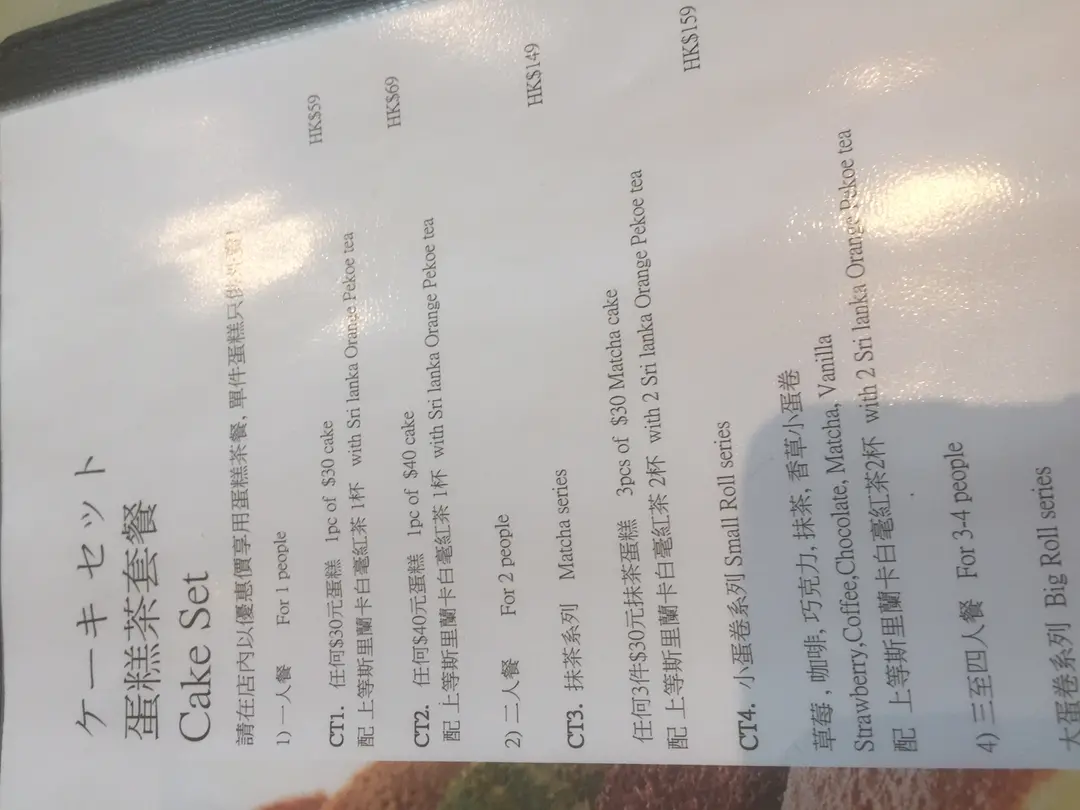 ケーキ セット
蛋糕茶套餐
Cake Set
請在店內以優惠價享用蛋糕茶餐, 單件蛋糕只供
1) 一人餐 For 1 people
CT1. 任何$30元蛋糕 1pc of $30 cake HK$59
配 上等斯里蘭卡白毫紅茶 1杯 with Sri lanka Orange Pekoe tea
CT2. 任何$40元蛋糕 1pc of $40 cake HK$69
配 上等斯里蘭卡白毫紅茶 1杯 with Sri lanka Orange Pekoe tea
2) 二人餐 For 2 people
CT3. 抹茶系列 Matcha series HK$149
任何3件$30元抹茶蛋糕 3pcs of $30 Matcha cake
配 上等斯里蘭卡白毫紅茶 2杯 with 2 Sri lanka Orange Pekoe tea
CT4. 小蛋卷系列 Small Roll series HK$159
草莓 , 咖啡, 巧克力, 抹茶, 香草小蛋卷
Strawberry,Coffee,Chocolate, Matcha, Vanilla
配 上等斯里蘭卡白毫紅茶2杯 with 2 Sri lanka Orange Pekoe tea
4) 三至四人餐 For 3-4 people
大蛋卷系列 Big Roll series